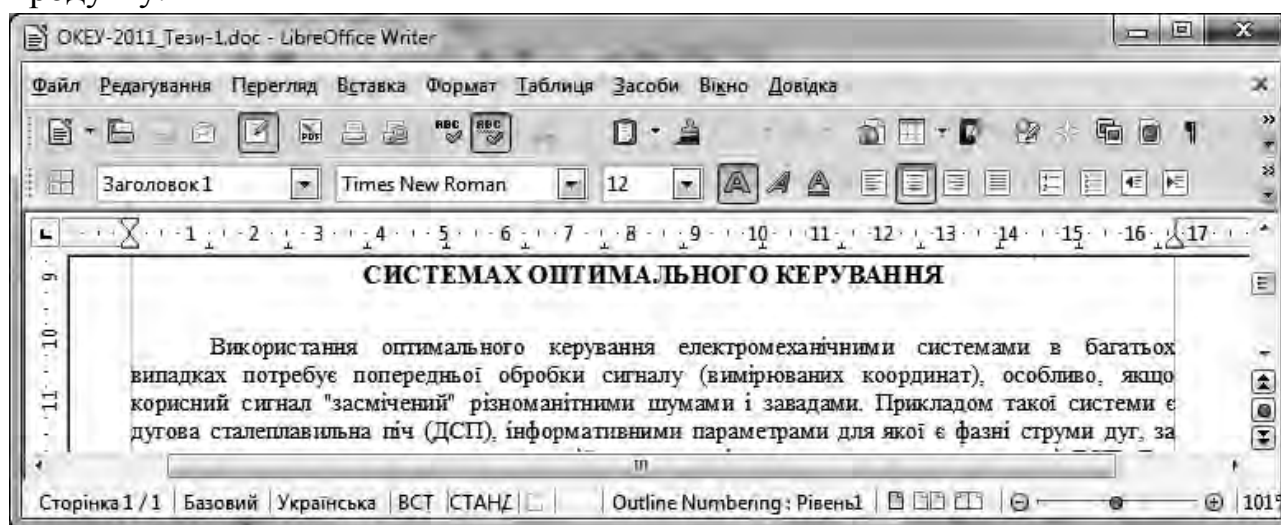 ОКЕУ-2011_Тези-1.doc - LibreOffice Writer
Файл Редагування Перегляд Вставка Формат Таблиця Засоби Вікно Довідка
Заголовок 1 Times New Roman 12
1 2 3 4 5 6 7 8 9 10 11 12 13 14 15 16 17
9
10
11
СИСТЕМАХ ОПТИМАЛЬНОГО КЕРУВАННЯ
Використання оптимального керування електромеханічними системами в багатьох
випадках потребує попередньої обробки сигналу (вимірюваних координат), особливо, якщо
корисний сигнал "засмічений" різноманітними шумами і завадами. Прикладом такої системи є
дугова сталеплавильна піч (ДСП), інформативними параметрами для якої є фазні струми дуг, за
Сторінка 1 / 1 Базовий Українська ВСТ СТАНД Outline Numbering : Рівень1 101%